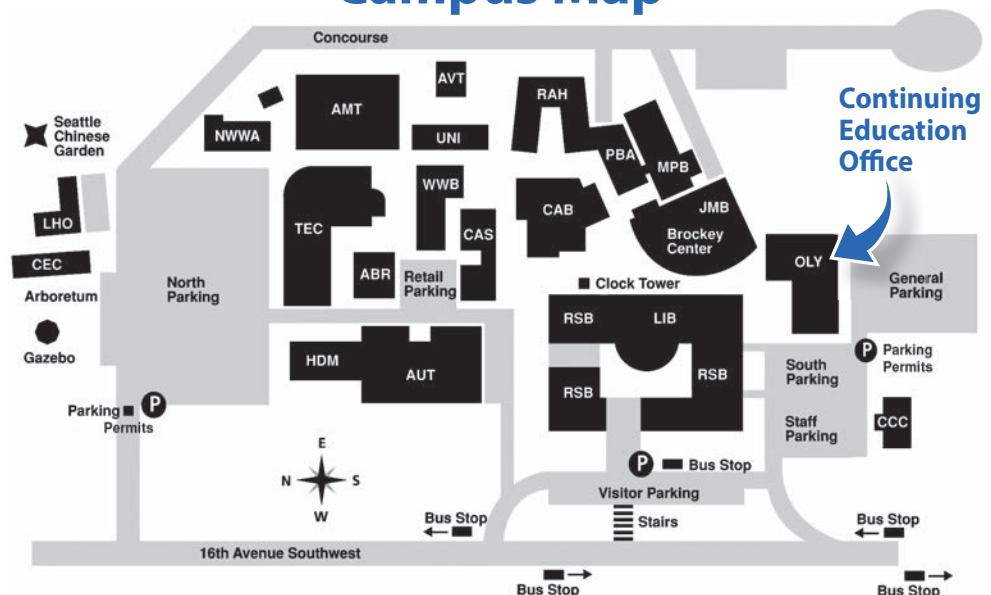 Campus Map
Concourse
Seattle
Chinese
Garden
NWWA
AMT
AVT
UNI
RAH
PBA
MPB
Continuing
Education
Office
LHO
CEC
Arboretum
Gazebo
North
Parking
TEC
WWB
CAS
ABR
Retail
Parking
CAB
JMB
Brockey
Center
OLY
General
Parking
Clock Tower
RSB
LIB
RSB
RSB
HDM
AUT
South
Parking
P
Parking
Permits
Staff
Parking
CCC
Parking
Permits
P
E
N
S
W
P
Bus Stop
Visitor Parking
Stairs
Bus Stop
Bus Stop
16th Avenue Southwest
Bus Stop
Bus Stop